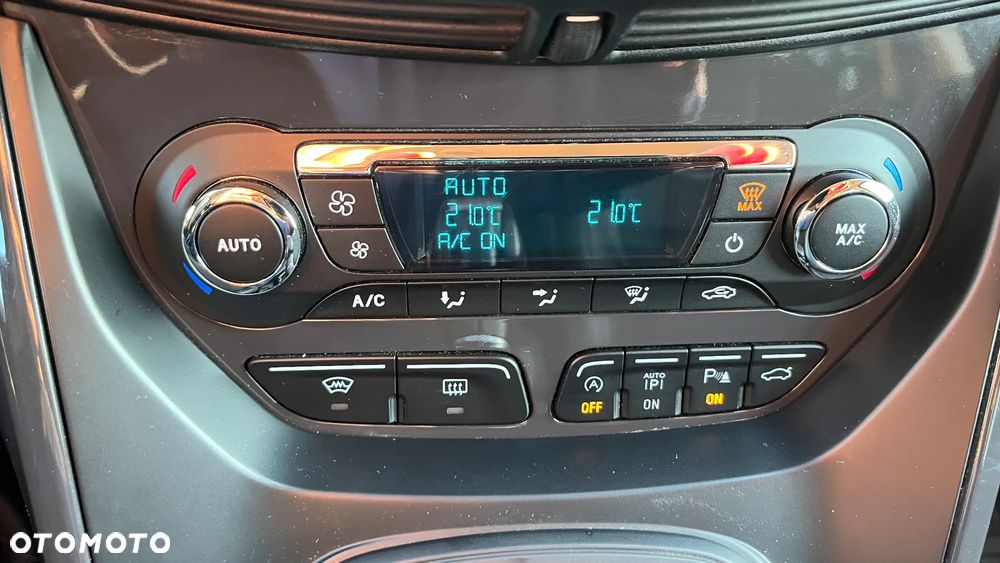 AUTO
21.0°C
21.0°C
A/C ON
MAX
AUTO
MAX
A/C
A/C
A
OFF
AUTO
P
ON
P
ON
OTOMOTO